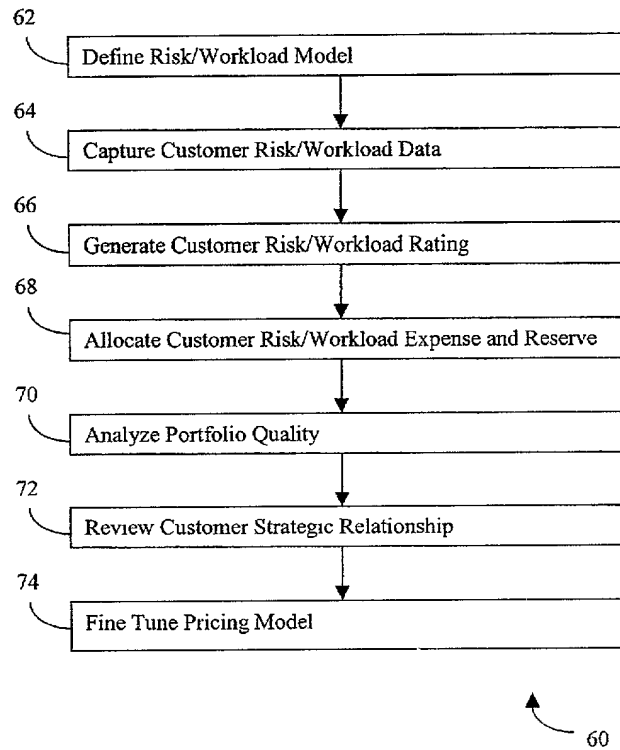 62
Define Risk/Workload Model
64
Capture Customer Risk/Workload Data
66
Generate Customer Risk/Workload Rating
68
Allocate Customer Risk/Workload Expense and Reserve
70
Analyze Portfolio Quality
72
Review Customer Strategic Relationship
74
Fine Tune Pricing Model
60